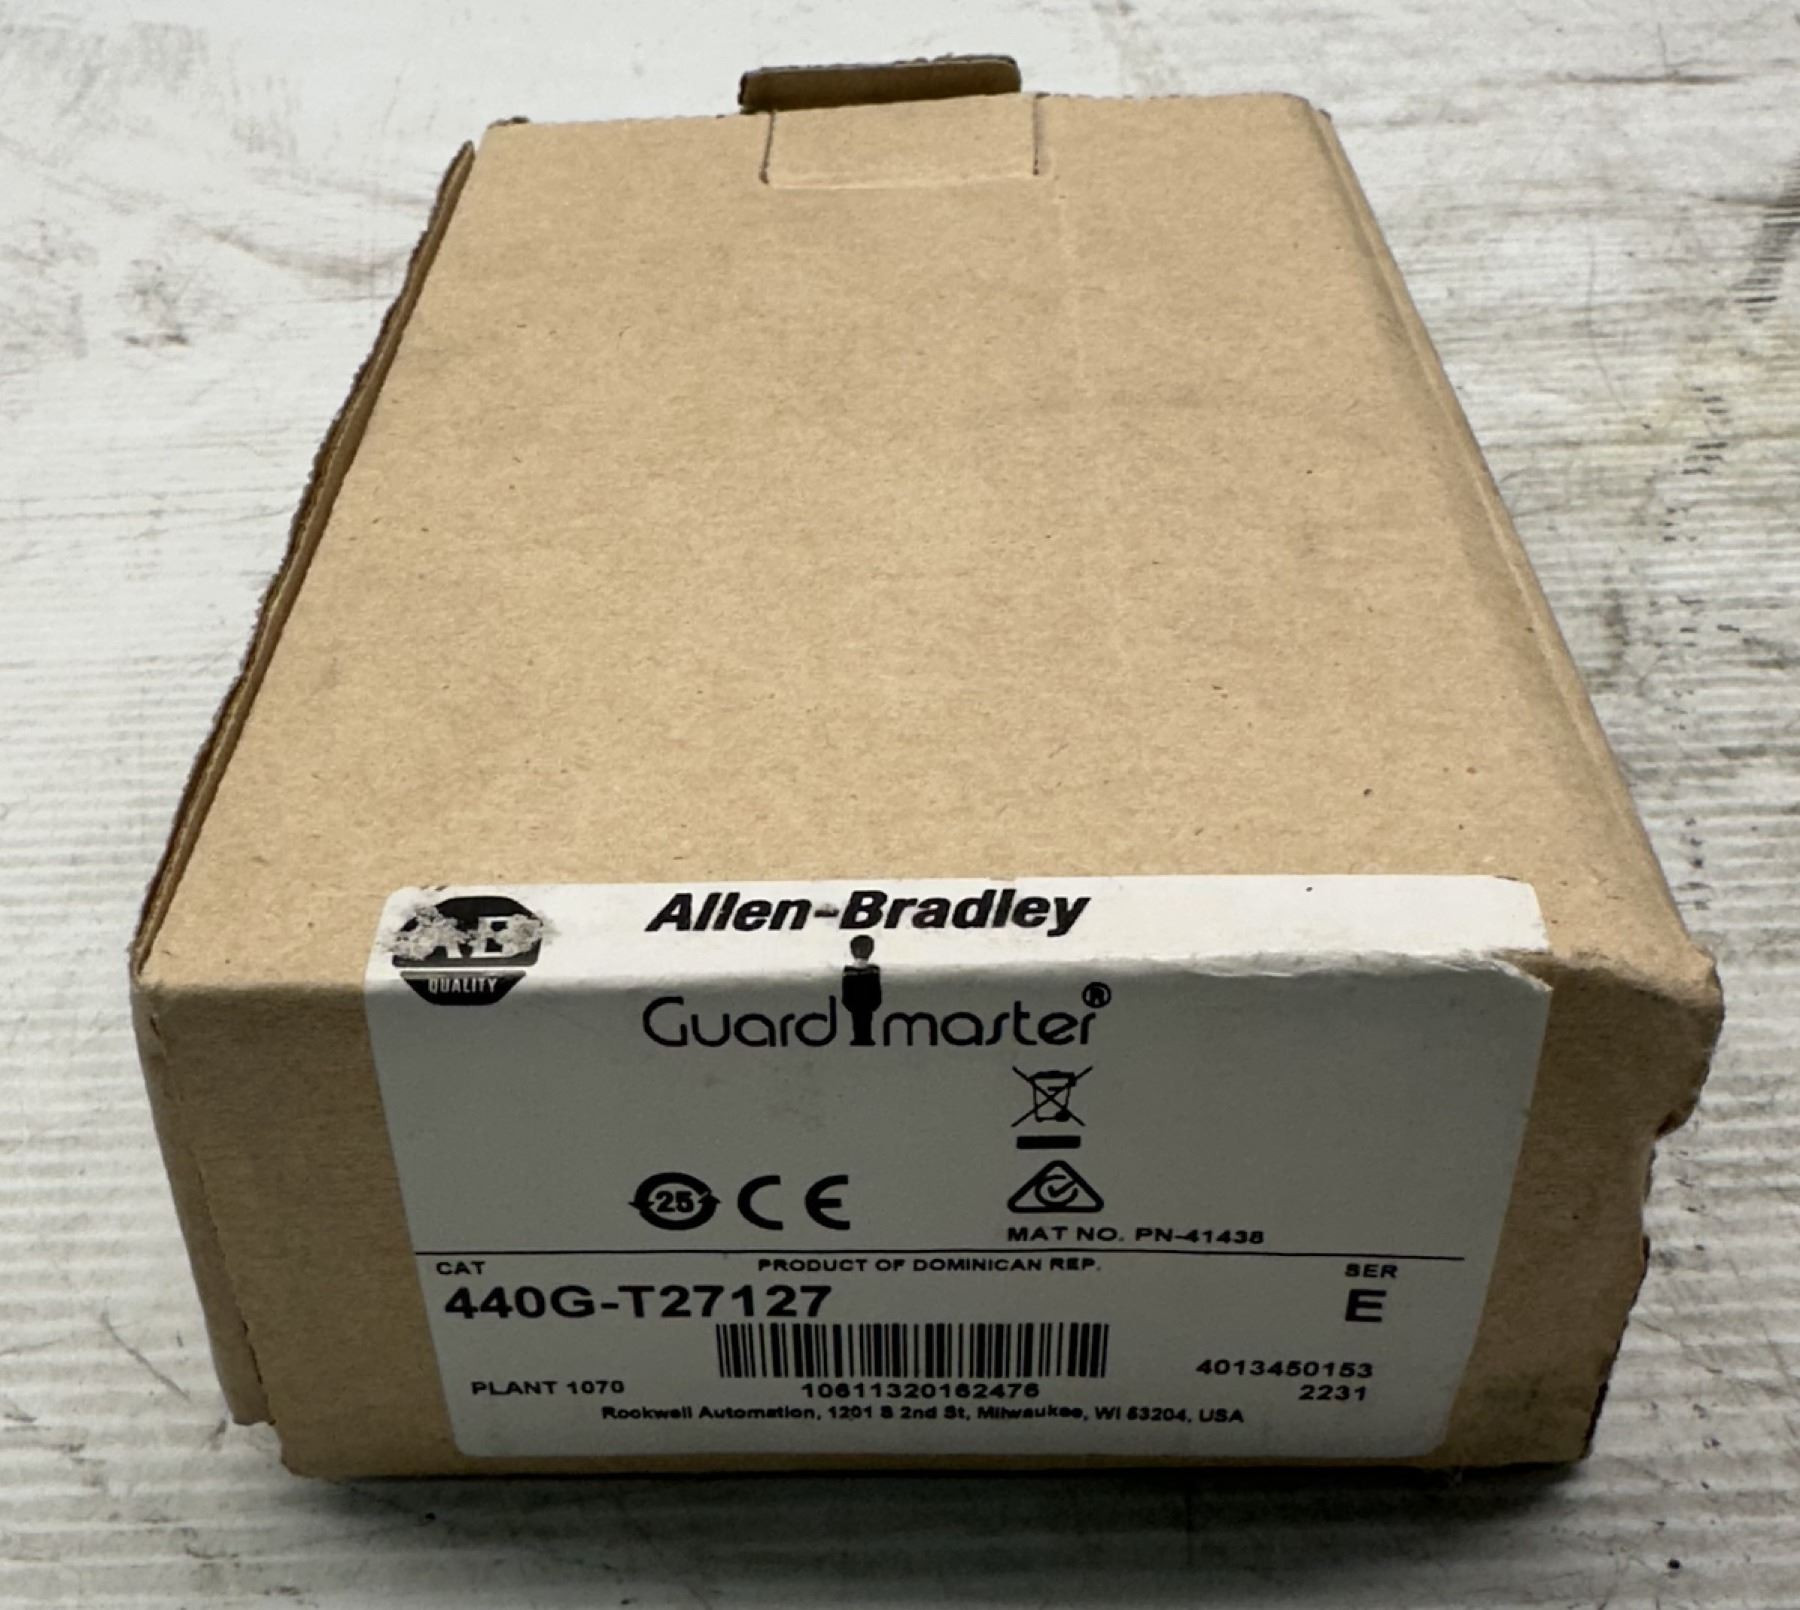 AB
QUALITY
Allen-Bradley
Guardmaster®
25
CE
MAT NO. PN-41438
CAT
PRODUCT OF DOMINICAN REP.
SER
440G-T27127
E
4013450153
PLANT 1070
10611320162476
2231
Rockwell Automation, 1201 S 2nd St, Milwaukee, WI 53204, USA